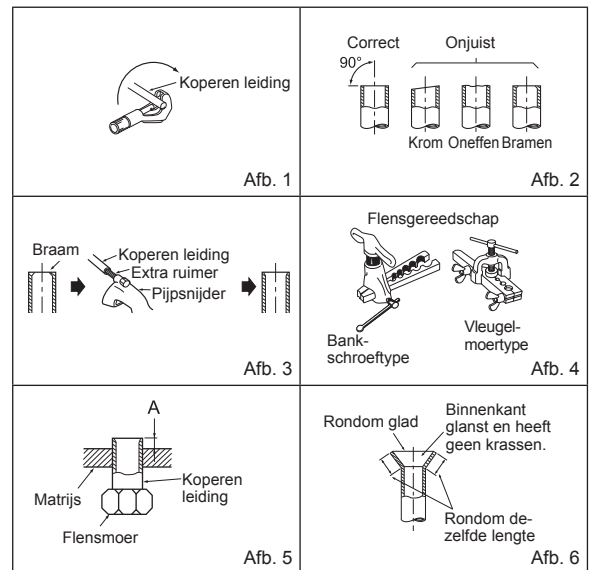 Correct
Onjuist
90°
Krom Oneffen Bramen
Koperen leiding
Afb. 1
Afb. 2
Braam
Koperen leiding
Extra ruimer
Pijpsnijder
Afb. 3
Flensgereedschap
Bank-
schroeftype
Vleugel-
moertype
Afb. 4
A
Matrijs
Koperen
leiding
Flensmoer
Afb. 5
Rondom glad
Binnenkant
glanst en heeft
geen krassen.
Rondom de-
zelfde lengte
Afb. 6